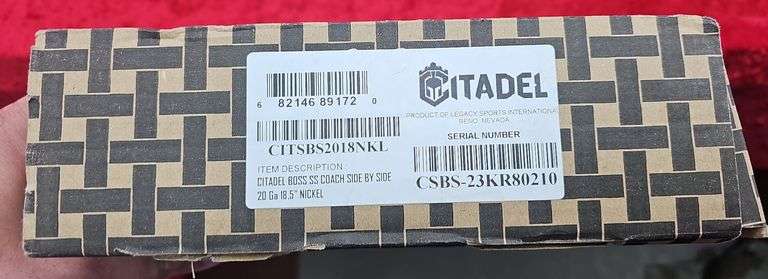 6 82146 89172 0
CITSBS2018NKL
ITEM DESCRIPTION :
CITADEL BOSS SS COACH SIDE BY SIDE
20 Ga 18.5" NICKEL
CITADEL
PRODUCT OF LEGACY SPORTS INTERNATIONAL
RENO, NEVADA
SERIAL NUMBER
CSBS-23KR80210